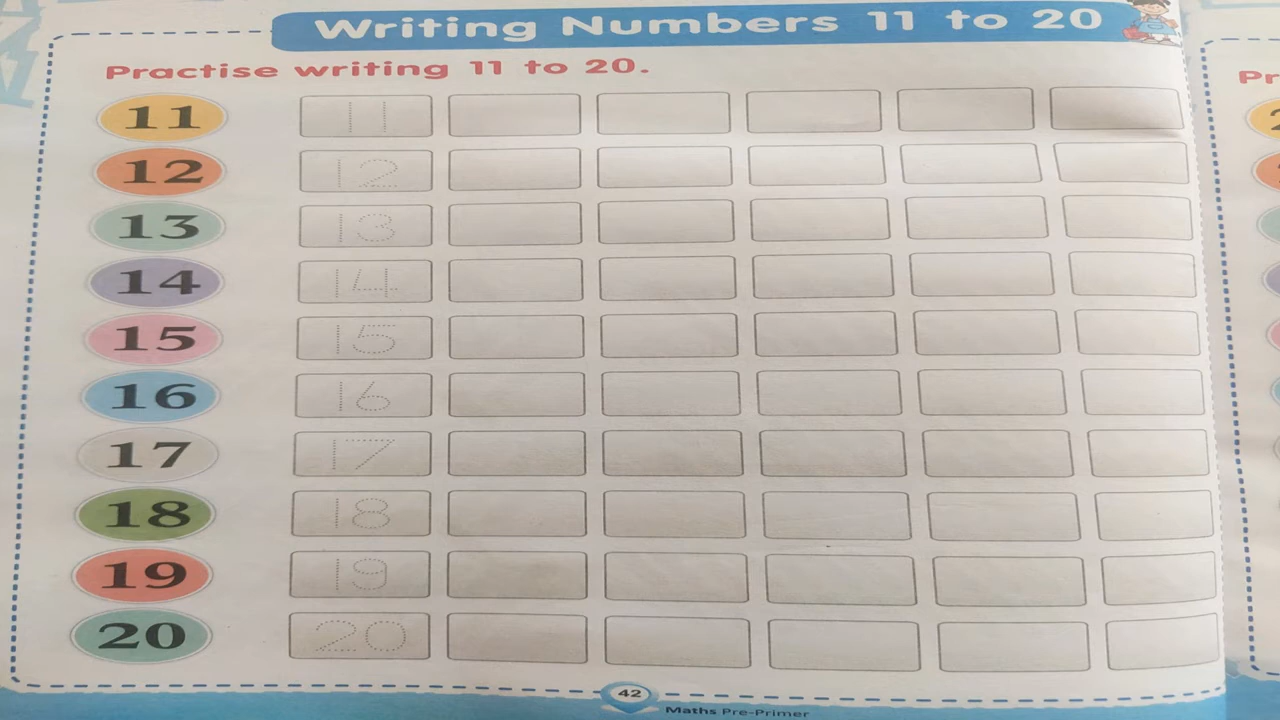 Writing Numbers 11 to 20
Practise writing 11 to 20.
Pr
11 11
12 12
13 13
14 14
15 15
16 16
17 17
18 18
19 19
20 20
42
Maths Pre-Primer